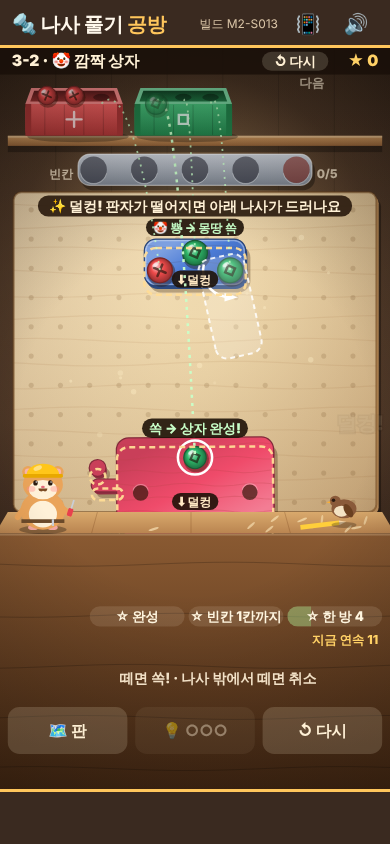 나사 풀기 공방
빌드 M2-S013
3-2 · 깜짝 상자
다시
★ 0
다음
빈칸
0/5
덜컹! 판자가 떨어지면 아래 나사가 드러나요
뿅 → 몽땅 쏙
⬇덜컹
쏙 → 상자 완성!
⬇덜컹
☆ 완성
☆ 빈칸 1칸까지
☆ 한 방 4
지금 연속 11
떼면 쏙! · 나사 밖에서 떼면 취소
판
다시